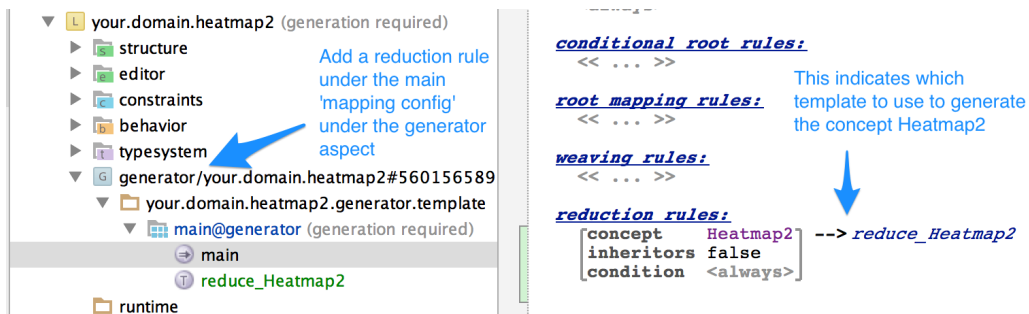 your.domain.heatmap2 (generation required)
structure
editor
constraints
behavior
typesystem
generator/your.domain.heatmap2#560156589
your.domain.heatmap2.generator.template
main@generator (generation required)
main
reduce_Heatmap2
runtime
Add a reduction rule
under the main
'mapping config'
under the generator
aspect
<always>
conditional root rules:
<< ... >>
root mapping rules:
<< ... >>
weaving rules:
<< ... >>
reduction rules:
concept Heatmap2 --> reduce_Heatmap2
inheritors false
condition <always>
This indicates which
template to use to generate
the concept Heatmap2